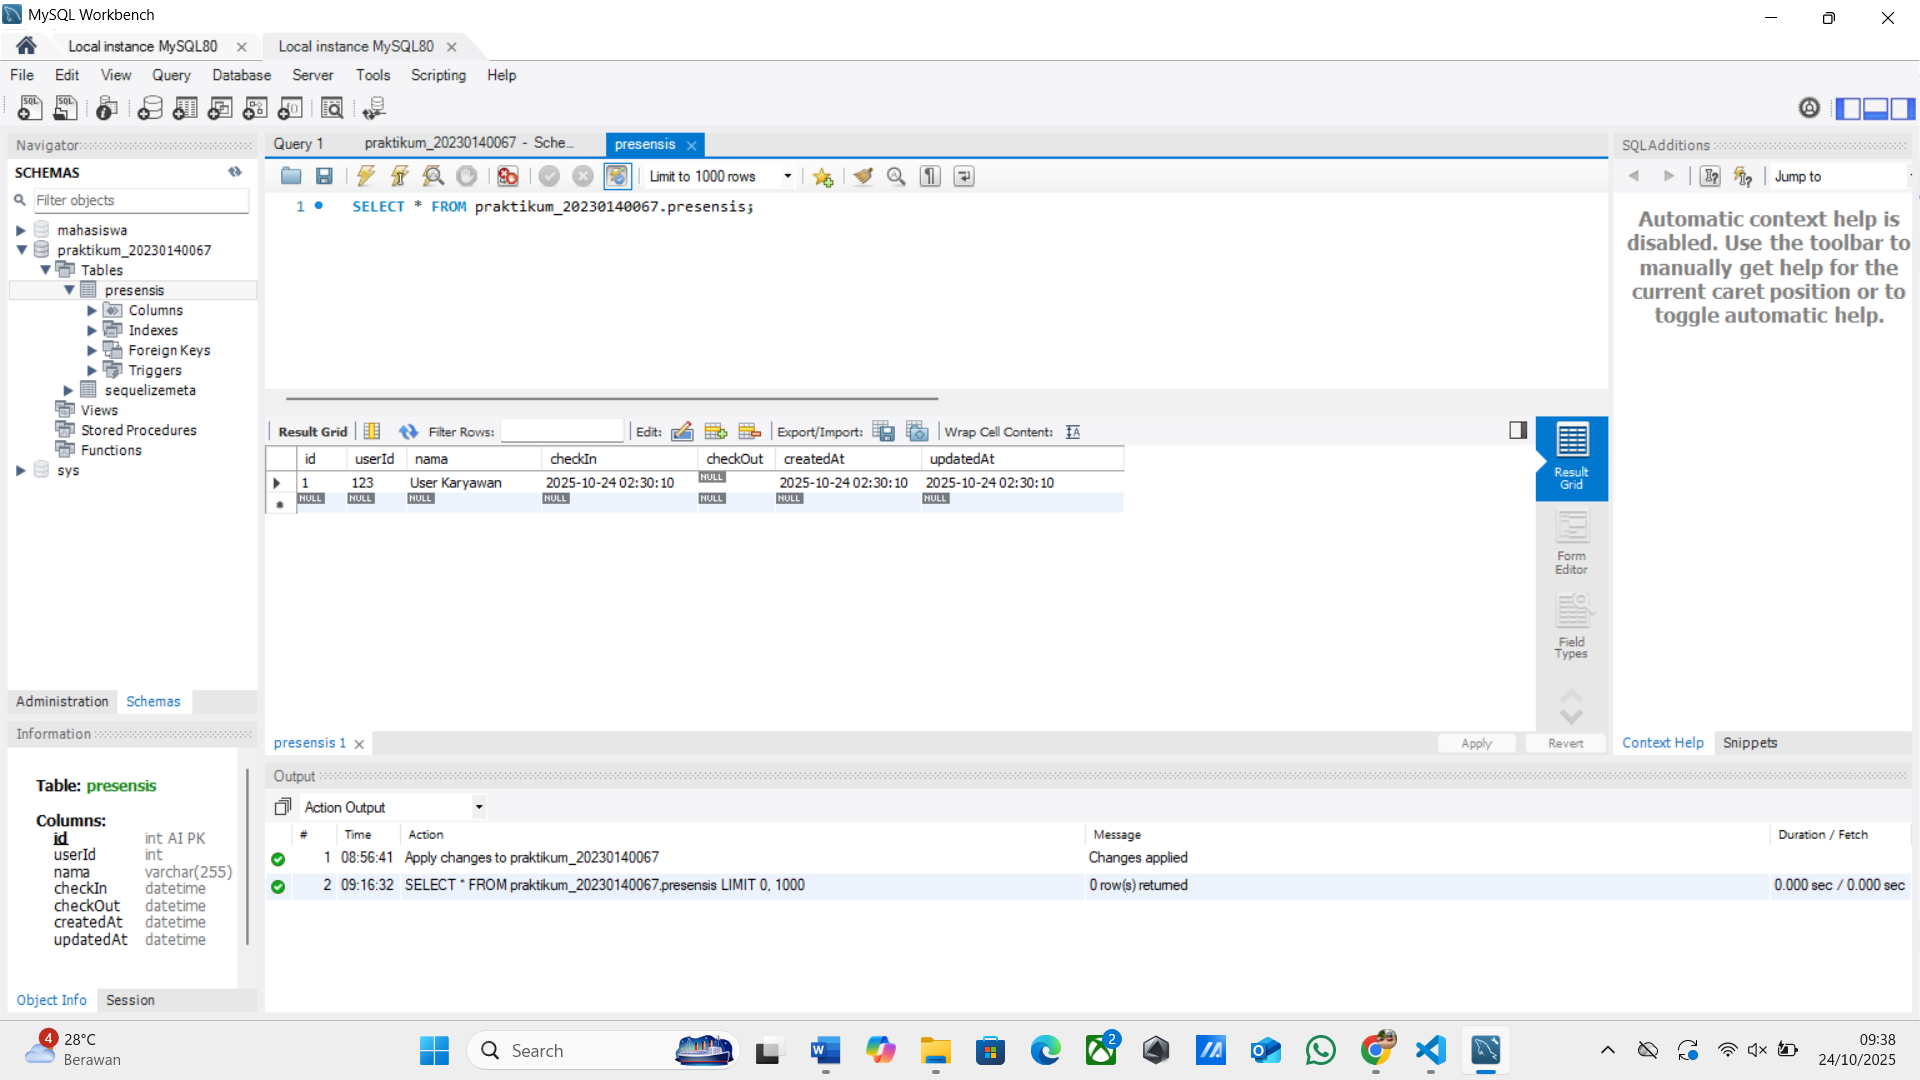 MySQL Workbench
Local instance MySQL80
Local instance MySQL80
File Edit View Query Database Server Tools Scripting Help
Navigator
SCHEMAS
Filter objects
mahasiswa
praktikum_20230140067
Tables
presensis
Columns
Indexes
Foreign Keys
Triggers
sequelizemeta
Views
Stored Procedures
Functions
sys
Administration Schemas
Information
Table: presensis
Columns:
id int AI PK
userId int
nama varchar(255)
checkIn datetime
checkOut datetime
createdAt datetime
updatedAt datetime
Object Info Session
Query 1 praktikum_20230140067 - Sche... presensis
Limit to 1000 rows
1 SELECT * FROM praktikum_20230140067.presensis;
Result Grid Filter Rows: Edit: Export/Import: Wrap Cell Content:
id userId nama checkIn checkOut createdAt updatedAt
1 123 User Karyawan 2025-10-24 02:30:10 NULL 2025-10-24 02:30:10 2025-10-24 02:30:10
NULL NULL NULL NULL NULL NULL NULL
Result
Grid
Form
Editor
Field
Types
presensis 1
Apply Revert
Output
Action Output
# Time Action Message Duration / Fetch
1 08:56:41 Apply changes to praktikum_20230140067 Changes applied
2 09:16:32 SELECT * FROM praktikum_20230140067.presensis LIMIT 0, 1000 0 row(s) returned 0.000 sec / 0.000 sec
SQLAdditions
Jump to
Automatic context help is
disabled. Use the toolbar to
manually get help for the
current caret position or to
toggle automatic help.
Context Help Snippets
4
28°C
Berawan
Search
2
09:38
24/10/2025